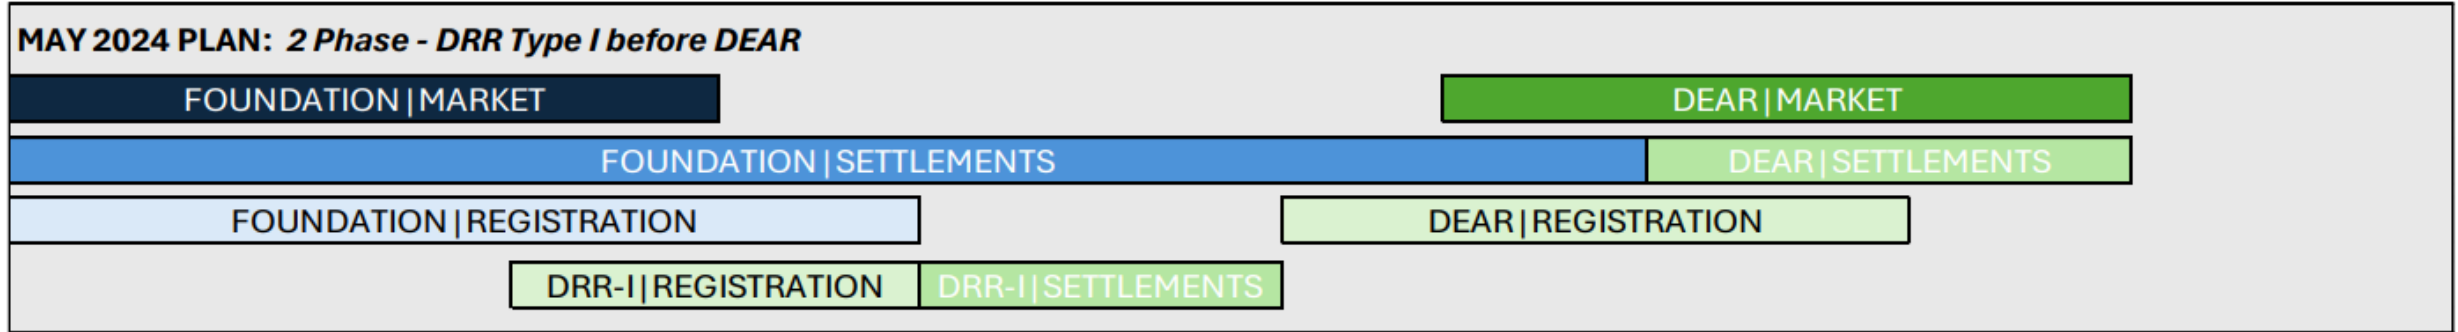 MAY 2024 PLAN: 2 Phase - DRR Type I before DEAR
FOUNDATION|MARKET
DEAR|MARKET
FOUNDATION|SETTLEMENTS
DEAR|SETTLEMENTS
FOUNDATION|REGISTRATION
DEAR|REGISTRATION
DRR-I|REGISTRATION
DRR-I|SETTLEMENTS